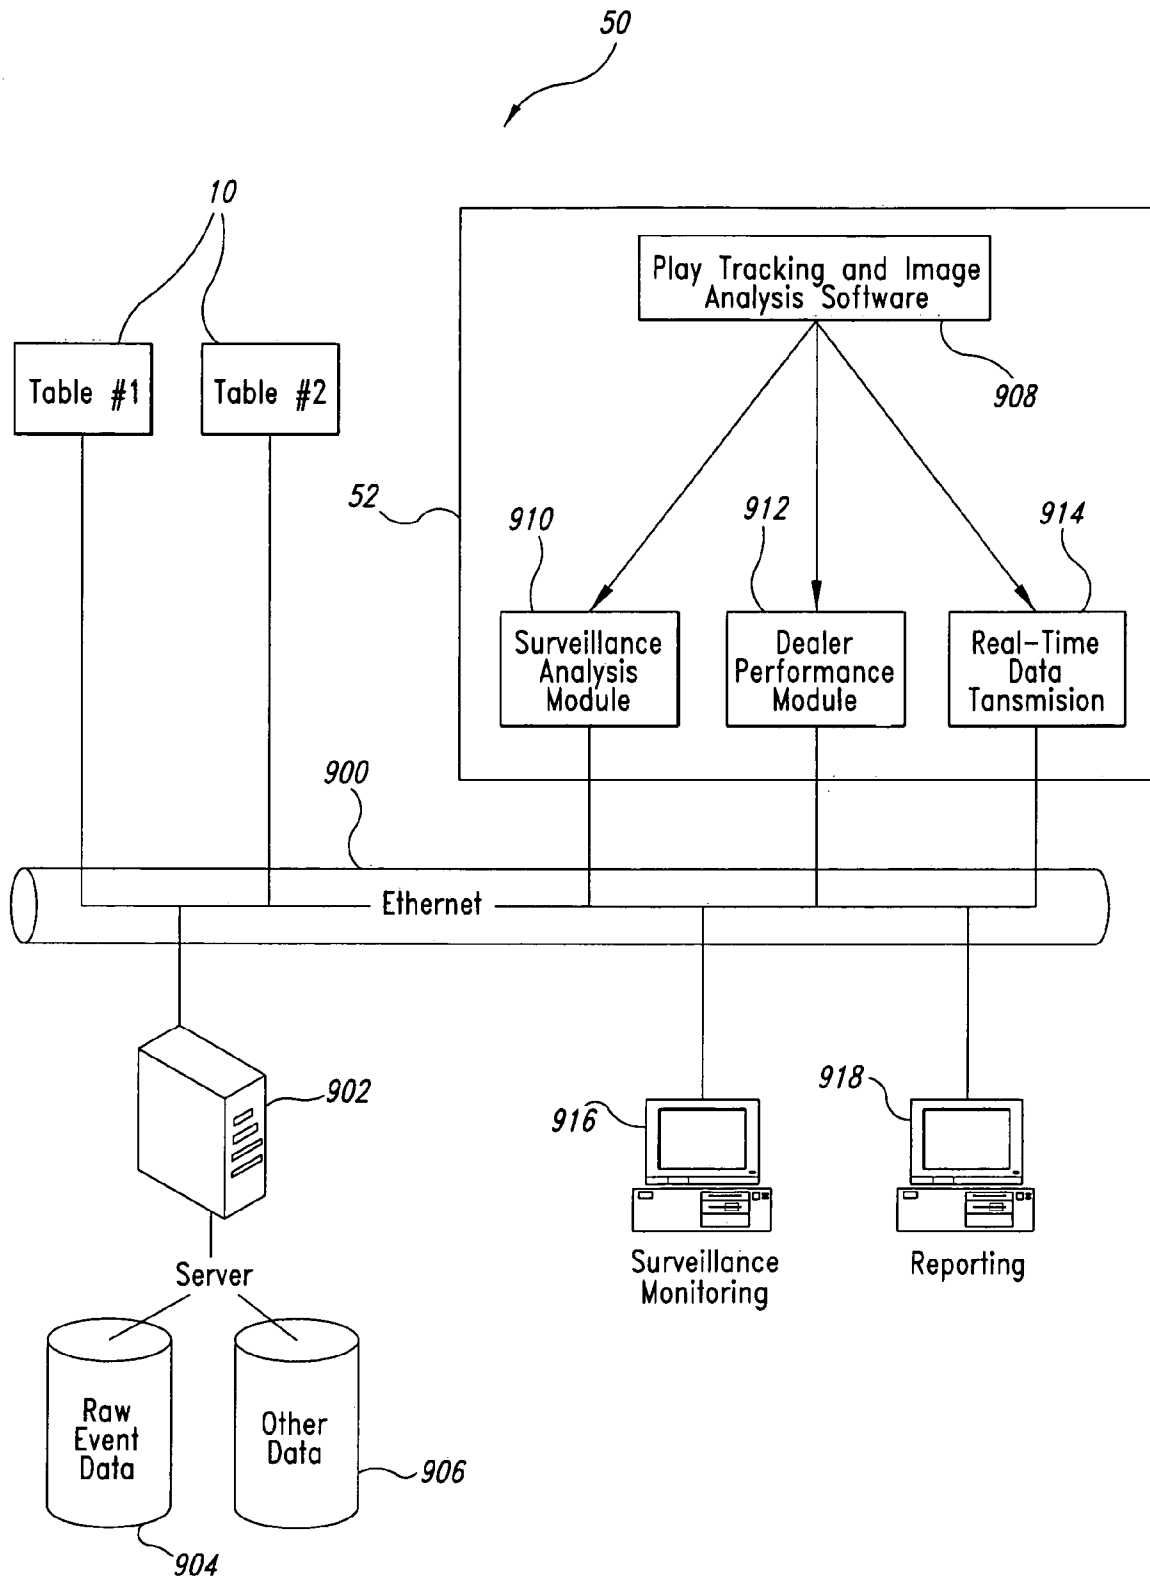 50
10
Play Tracking and Image
Analysis Software
908
Table #1
Table #2
52
910
912
914
Surveillance
Analysis
Module
Dealer
Performance
Module
Real-Time
Data
Tansmision
900
Ethernet
902
916
918
Server
Surveillance
Monitoring
Reporting
Raw
Event
Data
Other
Data
906
904